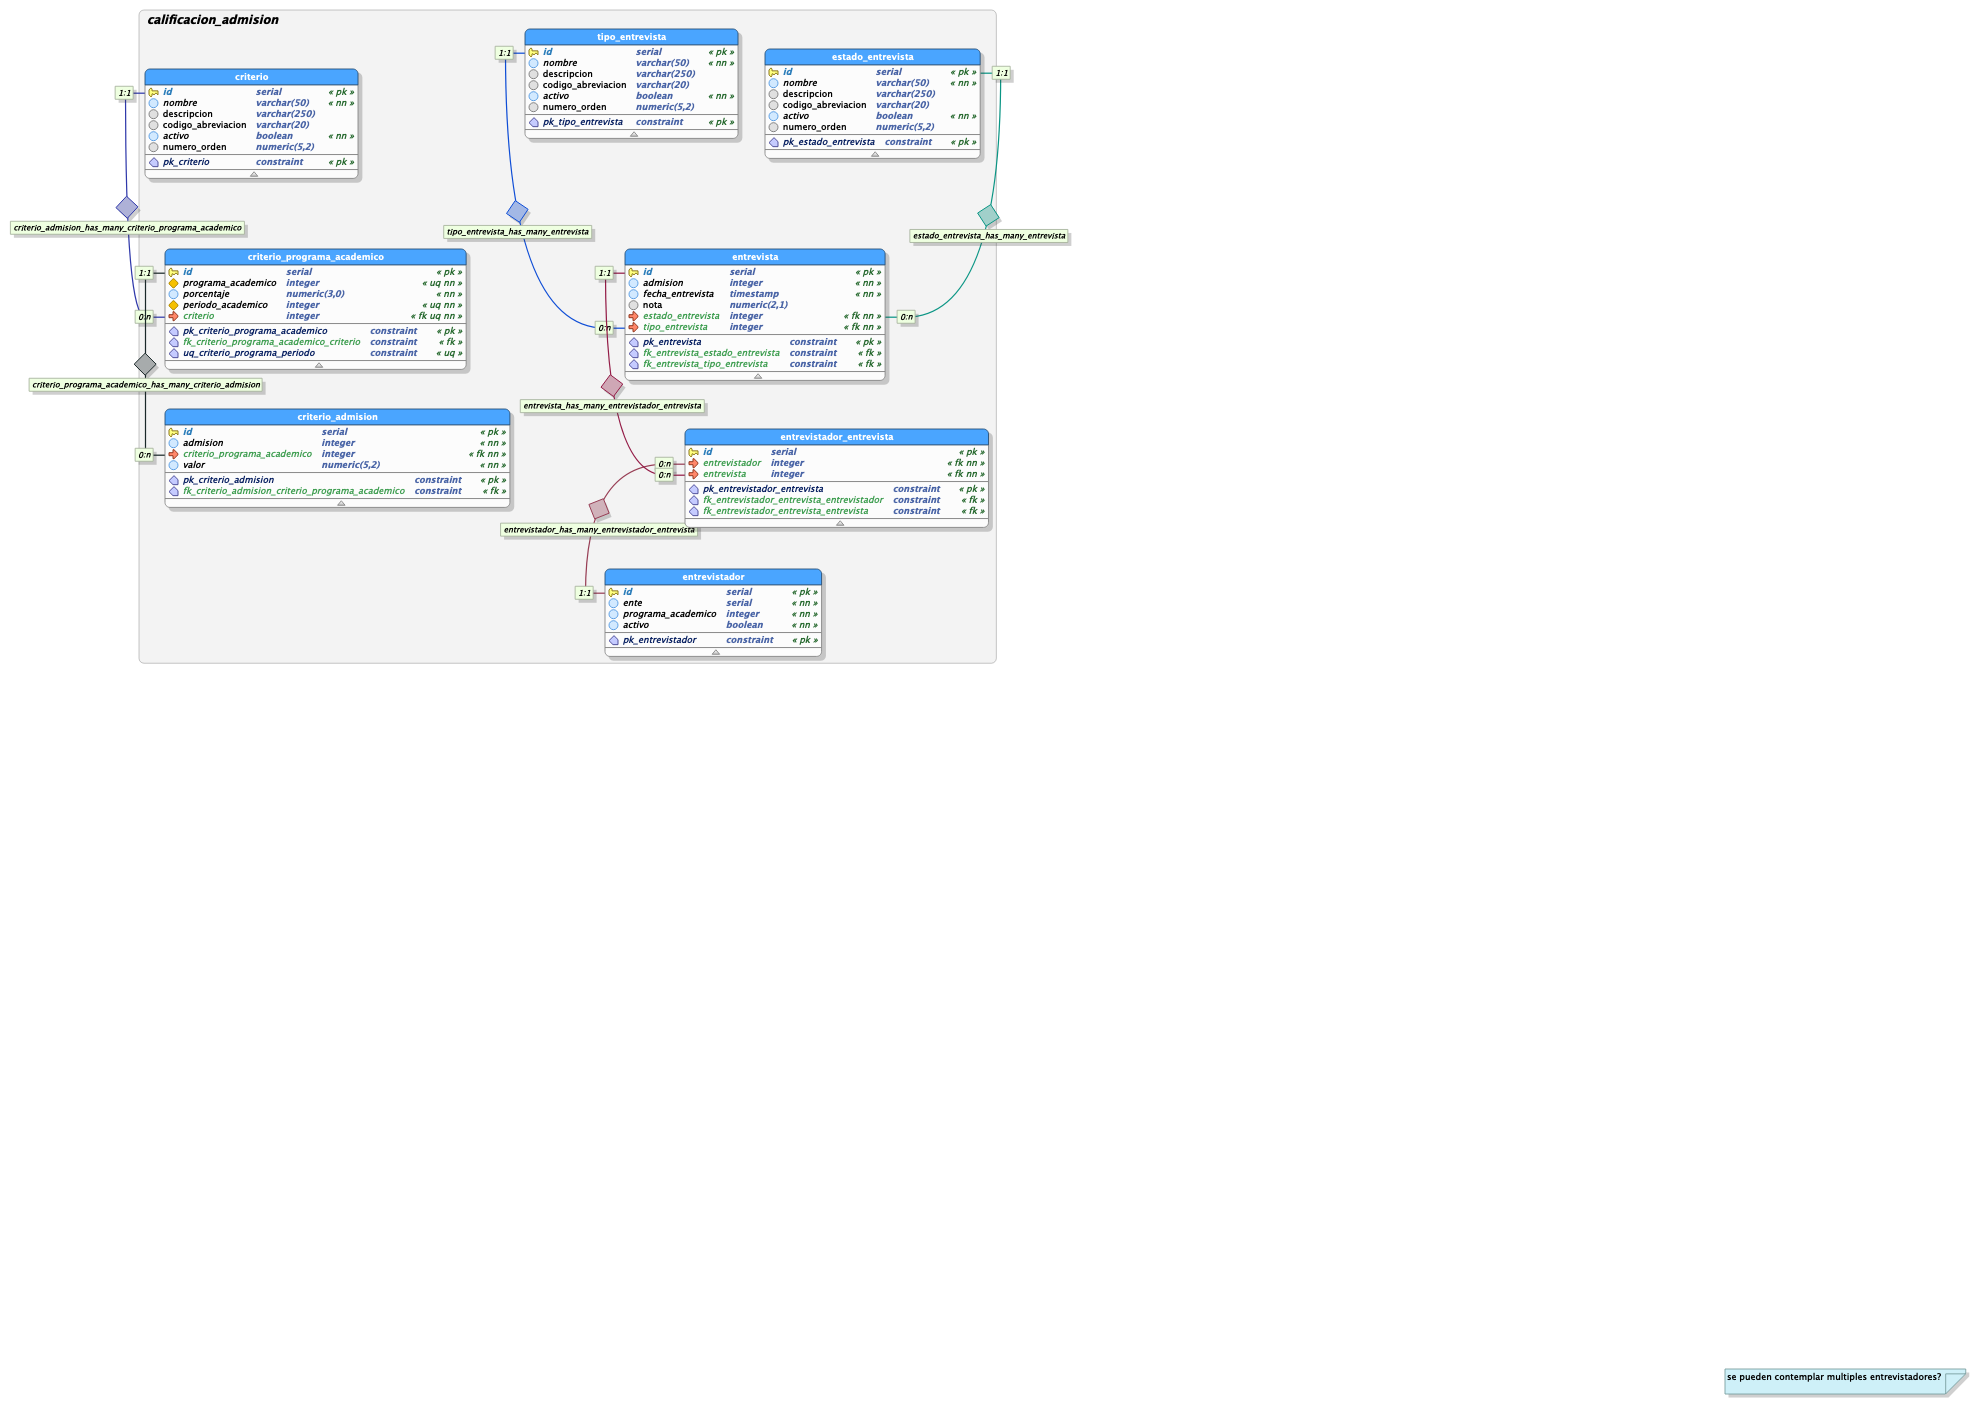 calificacion_admision
tipo_entrevista
id serial « pk »
nombre varchar(50) « nn »
descripcion varchar(250)
codigo_abreviacion varchar(20)
activo boolean « nn »
numero_orden numeric(5,2)
pk_tipo_entrevista constraint « pk »
1:1
estado_entrevista
id serial « pk »
nombre varchar(50) « nn »
descripcion varchar(250)
codigo_abreviacion varchar(20)
activo boolean « nn »
numero_orden numeric(5,2)
pk_estado_entrevista constraint « pk »
1:1
criterio
id serial « pk »
nombre varchar(50) « nn »
descripcion varchar(250)
codigo_abreviacion varchar(20)
activo boolean « nn »
numero_orden numeric(5,2)
pk_criterio constraint « pk »
1:1
criterio_admision_has_many_criterio_programa_academico
tipo_entrevista_has_many_entrevista
estado_entrevista_has_many_entrevista
criterio_programa_academico
1:1
id serial « pk »
programa_academico integer « uq nn »
porcentaje numeric(3,0) « nn »
periodo_academico integer « uq nn »
0:n
criterio integer « fk uq nn »
pk_criterio_programa_academico constraint « pk »
fk_criterio_programa_academico_criterio constraint « fk »
uq_criterio_programa_periodo constraint « uq »
entrevista
1:1
id serial « pk »
admision integer « nn »
fecha_entrevista timestamp « nn »
nota numeric(2,1)
estado_entrevista integer « fk nn »
0:n
0:n
tipo_entrevista integer « fk nn »
pk_entrevista constraint « pk »
fk_entrevista_estado_entrevista constraint « fk »
fk_entrevista_tipo_entrevista constraint « fk »
criterio_programa_academico_has_many_criterio_admision
entrevista_has_many_entrevistador_entrevista
criterio_admision
id serial « pk »
admision integer « nn »
0:n
criterio_programa_academico integer « fk nn »
valor numeric(5,2) « nn »
pk_criterio_admision constraint « pk »
fk_criterio_admision_criterio_programa_academico constraint « fk »
entrevistador_entrevista
id serial « pk »
0:n
entrevistador integer « fk nn »
0:n
entrevista integer « fk nn »
pk_entrevistador_entrevista constraint « pk »
fk_entrevistador_entrevista_entrevistador constraint « fk »
fk_entrevistador_entrevista_entrevista constraint « fk »
entrevistador_has_many_entrevistador_entrevista
entrevistador
1:1
id serial « pk »
ente serial « nn »
programa_academico integer « nn »
activo boolean « nn »
pk_entrevistador constraint « pk »
se pueden contemplar multiples entrevistadores?